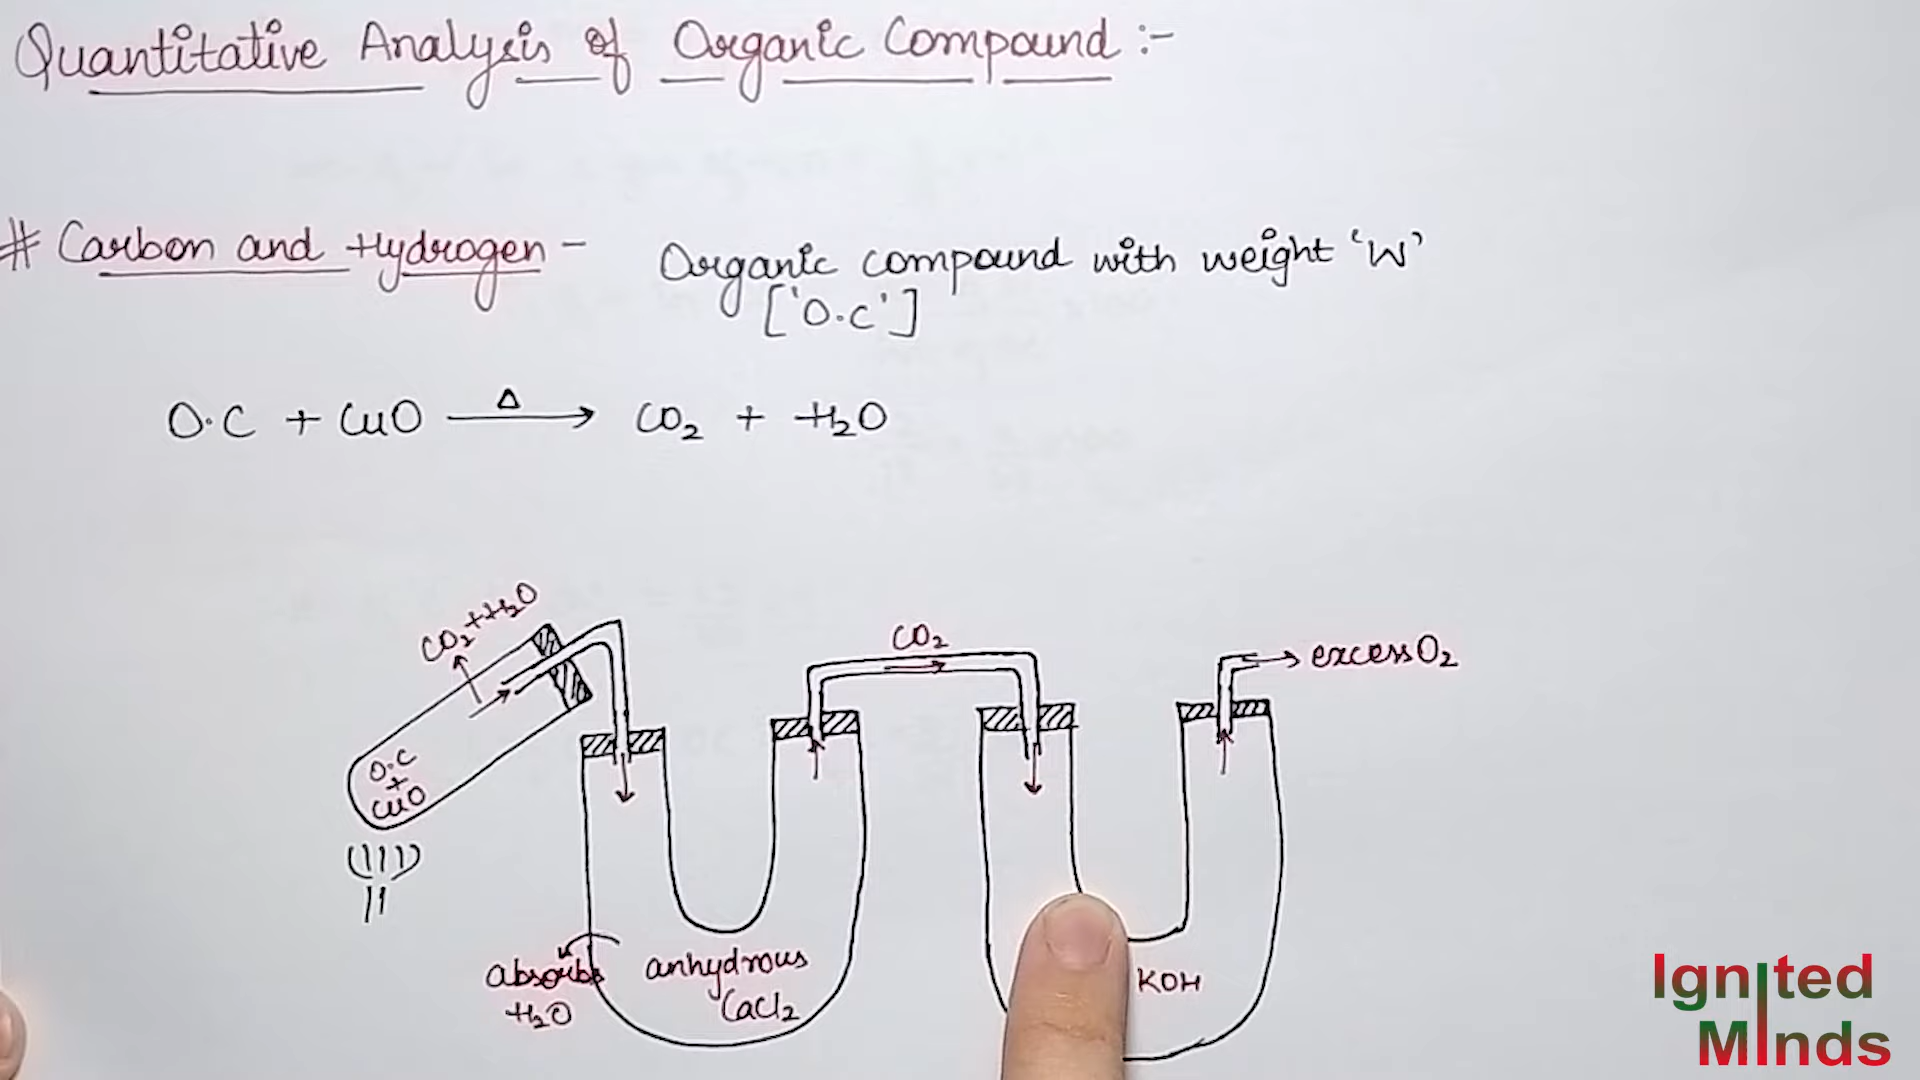 Quantitative Analysis of Organic Compound :-
# Carbon and Hydrogen - Organic compound with weight 'W'
['O.C']
O.C + CuO —Δ→ CO₂ + H₂O
CO₂+H₂O
CO₂
→ excess O₂
O.C
+
CuO
absorbs
H₂O
anhydrous
CaCl₂
KOH
Ignited
Minds